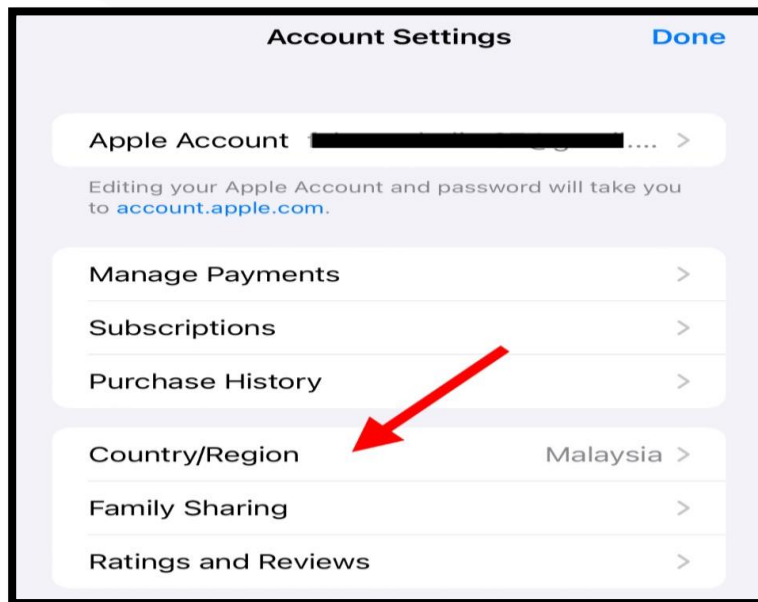 Account Settings
Done
Apple Account
Editing your Apple Account and password will take you
to account.apple.com.
Manage Payments
Subscriptions
Purchase History
Country/Region Malaysia
Family Sharing
Ratings and Reviews